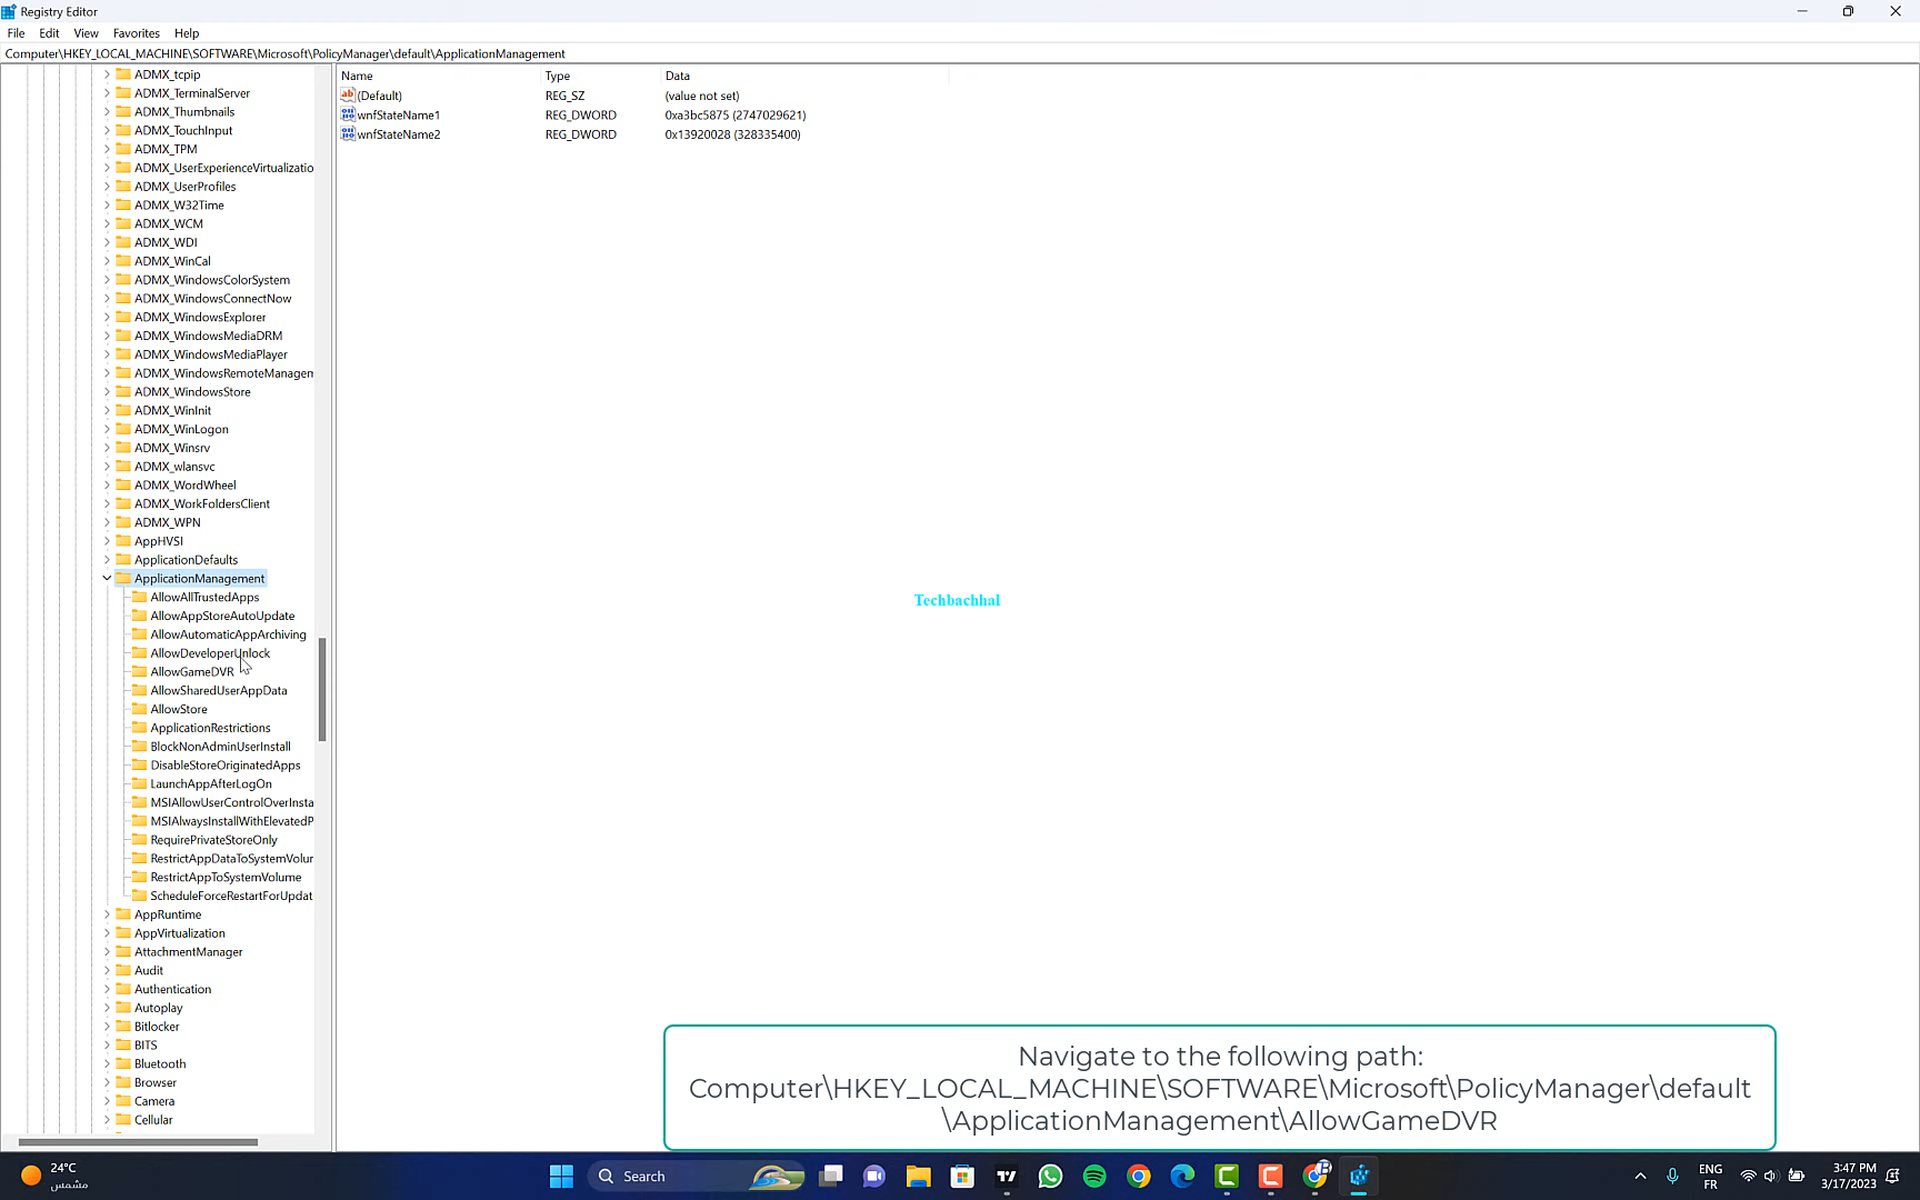 Registry Editor
File Edit View Favorites Help
Computer\HKEY_LOCAL_MACHINE\SOFTWARE\Microsoft\PolicyManager\default\ApplicationManagement
ADMX_tcpip
ADMX_TerminalServer
ADMX_Thumbnails
ADMX_TouchInput
ADMX_TPM
ADMX_UserExperienceVirtualizatio
ADMX_UserProfiles
ADMX_W32Time
ADMX_WCM
ADMX_WDI
ADMX_WinCal
ADMX_WindowsColorSystem
ADMX_WindowsConnectNow
ADMX_WindowsExplorer
ADMX_WindowsMediaDRM
ADMX_WindowsMediaPlayer
ADMX_WindowsRemoteManagem
ADMX_WindowsStore
ADMX_WinInit
ADMX_WinLogon
ADMX_Winsrv
ADMX_wlansvc
ADMX_WordWheel
ADMX_WorkFoldersClient
ADMX_WPN
AppHVSI
ApplicationDefaults
ApplicationManagement
AllowAllTrustedApps
AllowAppStoreAutoUpdate
AllowAutomaticAppArchiving
AllowDeveloperUnlock
AllowGameDVR
AllowSharedUserAppData
AllowStore
ApplicationRestrictions
BlockNonAdminUserInstall
DisableStoreOriginatedApps
LaunchAppAfterLogOn
MSIAllowUserControlOverInsta
MSIAlwaysInstallWithElevatedP
RequirePrivateStoreOnly
RestrictAppDataToSystemVolur
RestrictAppToSystemVolume
ScheduleForceRestartForUpdat
AppRuntime
AppVirtualization
AttachmentManager
Audit
Authentication
Autoplay
Bitlocker
BITS
Bluetooth
Browser
Camera
Cellular
Name Type Data
(Default) REG_SZ (value not set)
wnfStateName1 REG_DWORD 0xa3bc5875 (2747029621)
wnfStateName2 REG_DWORD 0x13920028 (328335400)
Techbachhal
Navigate to the following path:
Computer\HKEY_LOCAL_MACHINE\SOFTWARE\Microsoft\PolicyManager\default
\ApplicationManagement\AllowGameDVR
24°C
مشمس
Search
ENG
FR
3:47 PM
3/17/2023